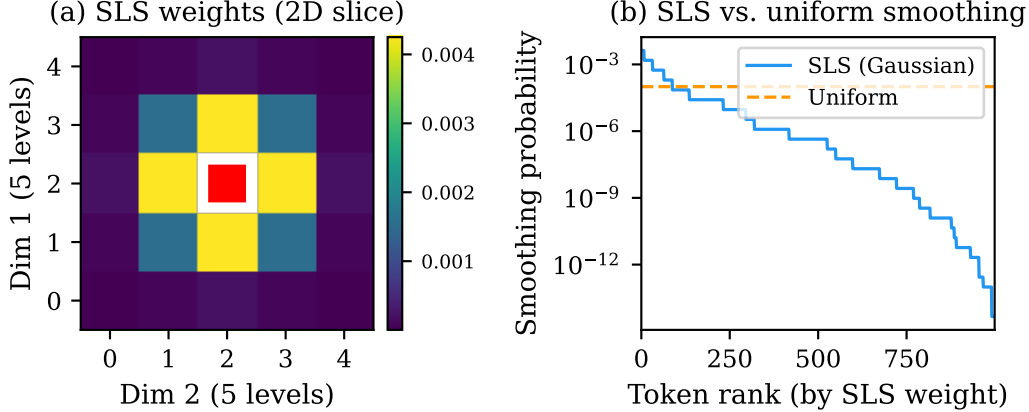 (a) SLS weights (2D slice)
Dim 1 (5 levels)
4
3
2
1
0
0 1 2 3 4
Dim 2 (5 levels)
0.004
0.003
0.002
0.001
(b) SLS vs. uniform smoothing
Smoothing probability
10⁻³
10⁻⁶
10⁻⁹
10⁻¹²
SLS (Gaussian)
Uniform
0 250 500 750
Token rank (by SLS weight)